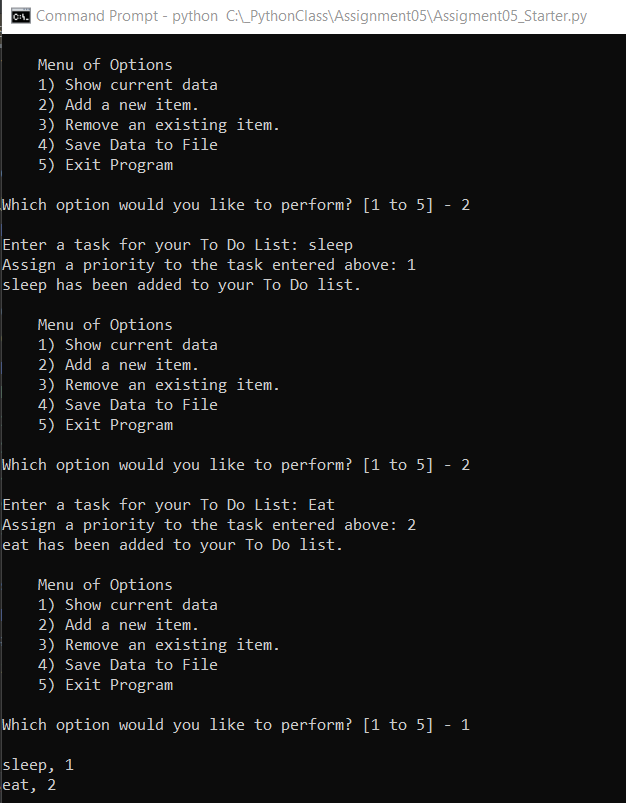 Command Prompt - python  C:\_PythonClass\Assignment05\Assigment05_Starter.py
Menu of Options
1) Show current data
2) Add a new item.
3) Remove an existing item.
4) Save Data to File
5) Exit Program
Which option would you like to perform? [1 to 5] - 2
Enter a task for your To Do List: sleep
Assign a priority to the task entered above: 1
sleep has been added to your To Do list.
Menu of Options
1) Show current data
2) Add a new item.
3) Remove an existing item.
4) Save Data to File
5) Exit Program
Which option would you like to perform? [1 to 5] - 2
Enter a task for your To Do List: Eat
Assign a priority to the task entered above: 2
eat has been added to your To Do list.
Menu of Options
1) Show current data
2) Add a new item.
3) Remove an existing item.
4) Save Data to File
5) Exit Program
Which option would you like to perform? [1 to 5] - 1
sleep, 1
eat, 2